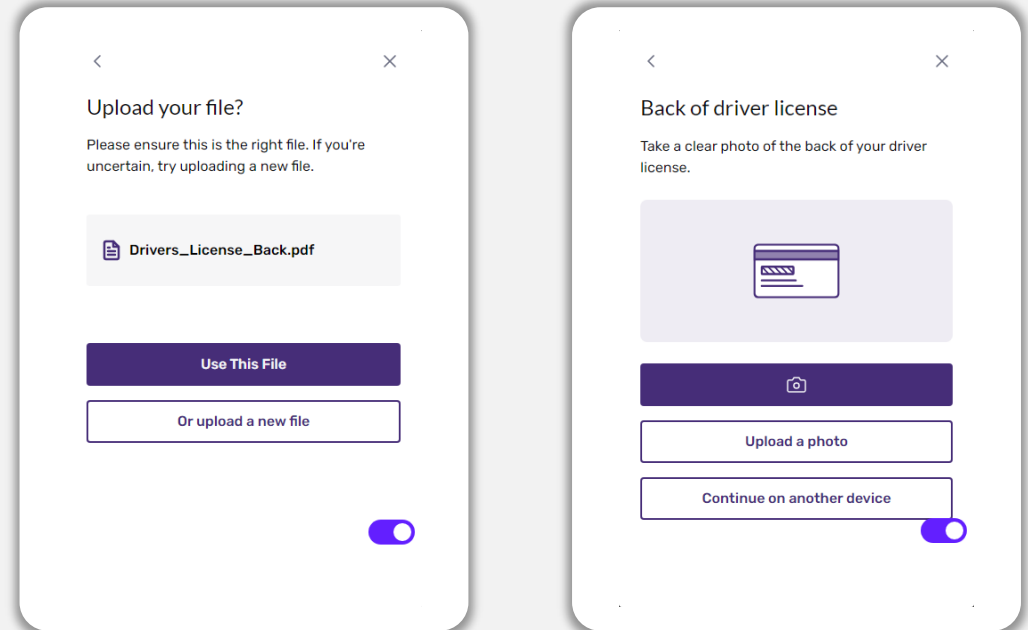 Upload your file?
Please ensure this is the right file. If you're
uncertain, try uploading a new file.
Drivers_License_Back.pdf
Use This File
Or upload a new file
Back of driver license
Take a clear photo of the back of your driver
license.
Upload a photo
Continue on another device